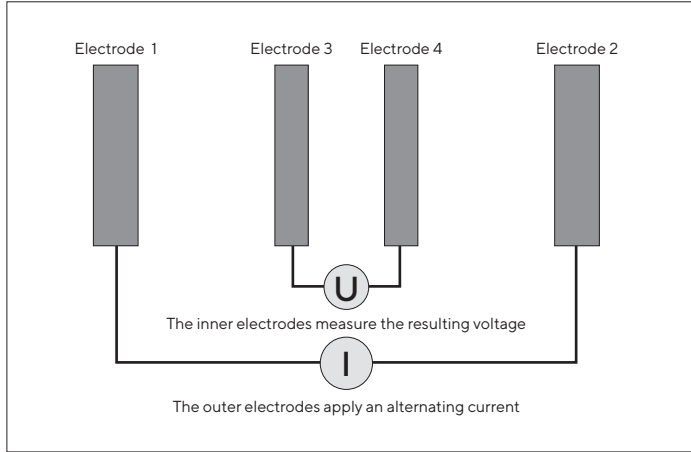 Electrode 1
Electrode 3
Electrode 4
Electrode 2
U
The inner electrodes measure the resulting voltage
I
The outer electrodes apply an alternating current